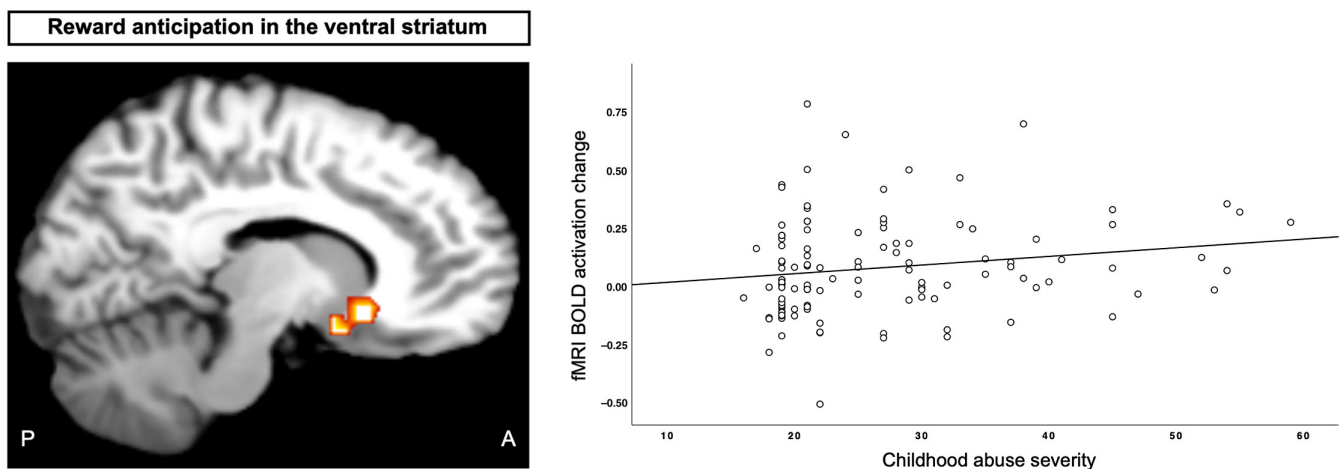 Reward anticipation in the ventral striatum
P
A
fMRI BOLD activation change
0.75
0.50
0.25
0.00
−0.25
−0.50
10
20
30
40
50
60
Childhood abuse severity